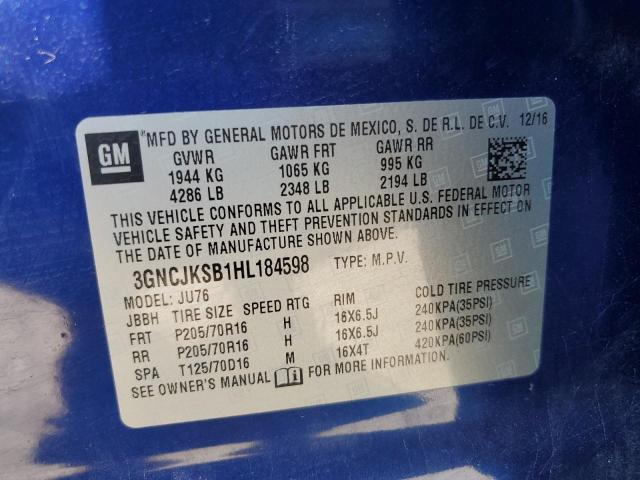 GM
®MFD BY GENERAL MOTORS DE MEXICO, S. DE R.L. DE C.V. 12/16
GVWR GAWR FRT GAWR RR
1944 KG 1065 KG 995 KG
4286 LB 2348 LB 2194 LB
THIS VEHICLE CONFORMS TO ALL APPLICABLE U.S. FEDERAL MOTOR
VEHICLE SAFETY AND THEFT PREVENTION STANDARDS IN EFFECT ON
THE DATE OF MANUFACTURE SHOWN ABOVE.
3GNCJKSB1HL184598 TYPE: M.P.V.
MODEL: JU76
JBBH TIRE SIZE SPEED RTG RIM COLD TIRE PRESSURE
FRT P205/70R16 H 16X6.5J 240KPA(35PSI)
RR P205/70R16 H 16X6.5J 240KPA(35PSI)
SPA T125/70D16 M 16X4T 420KPA(60PSI)
SEE OWNER'S MANUAL FOR MORE INFORMATION.